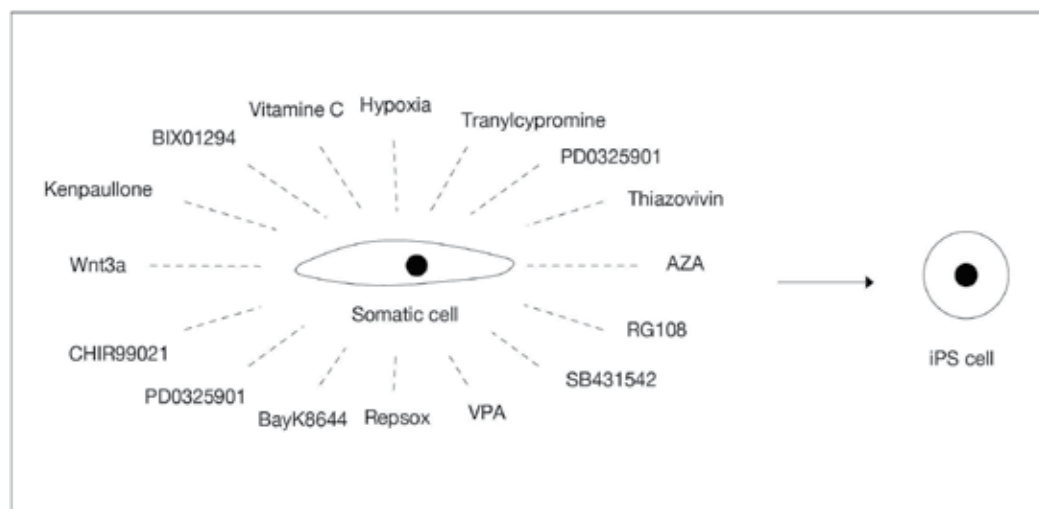 Hypoxia
Vitamine C
Tranylcypromine
BIX01294
PD0325901
Kenpaullone
Thiazovivin
Wnt3a
AZA
Somatic cell
RG108
iPS cell
CHIR99021
SB431542
PD0325901
BayK8644
Repsox
VPA